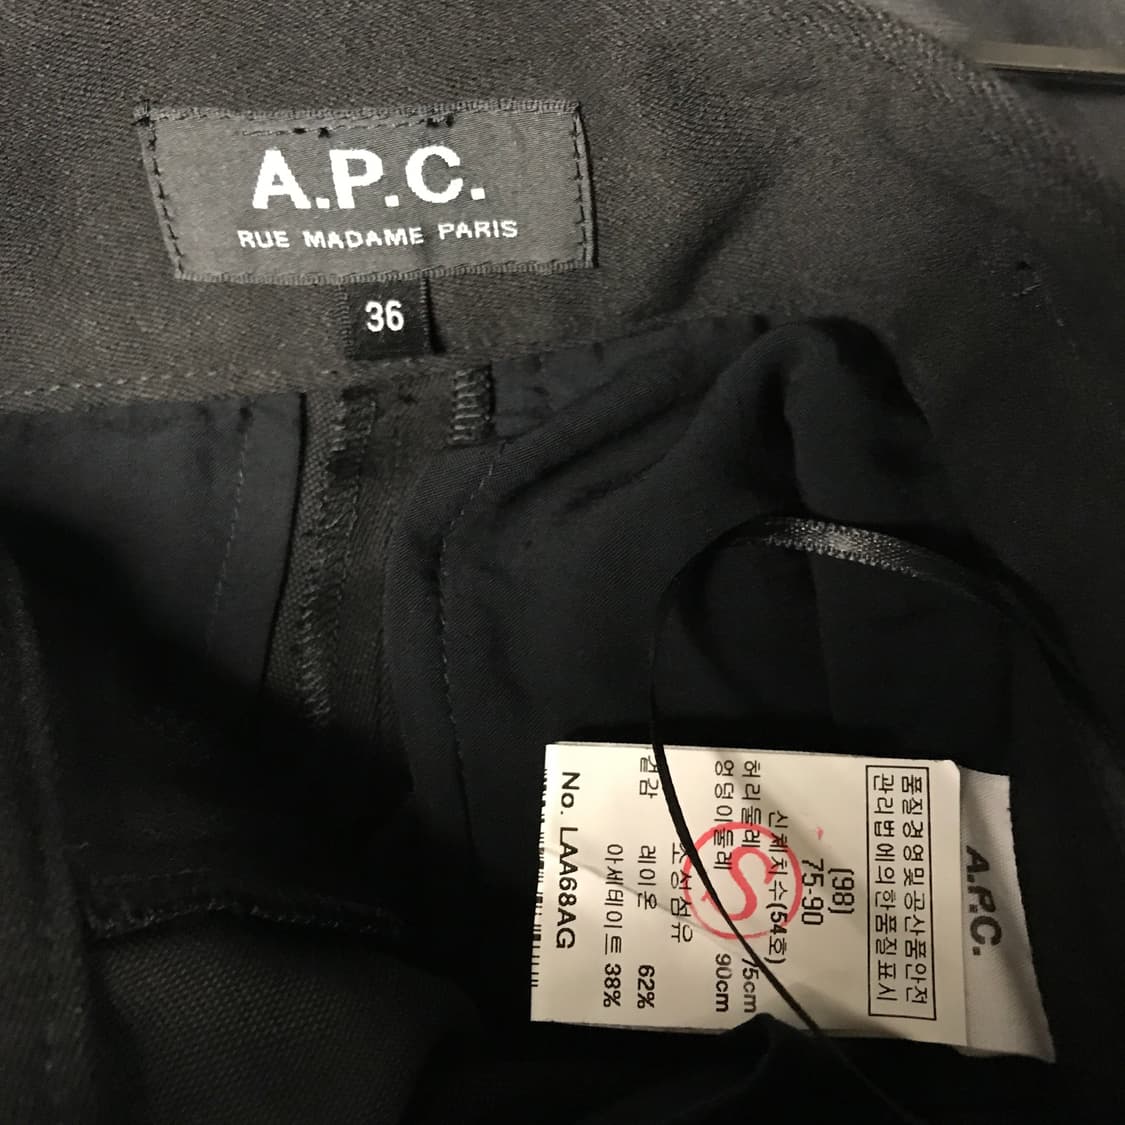 A.P.C.
RUE MADAME PARIS
36
A.P.C.
품질경영및공산품안전
관리법에의한품질표시
(98)
75-90
신체치수(54호)
허리둘레 75cm
엉덩이둘레 90cm
S
조성섬유
겉감 레이온 62%
아세테이트 38%
No. LAA68AG